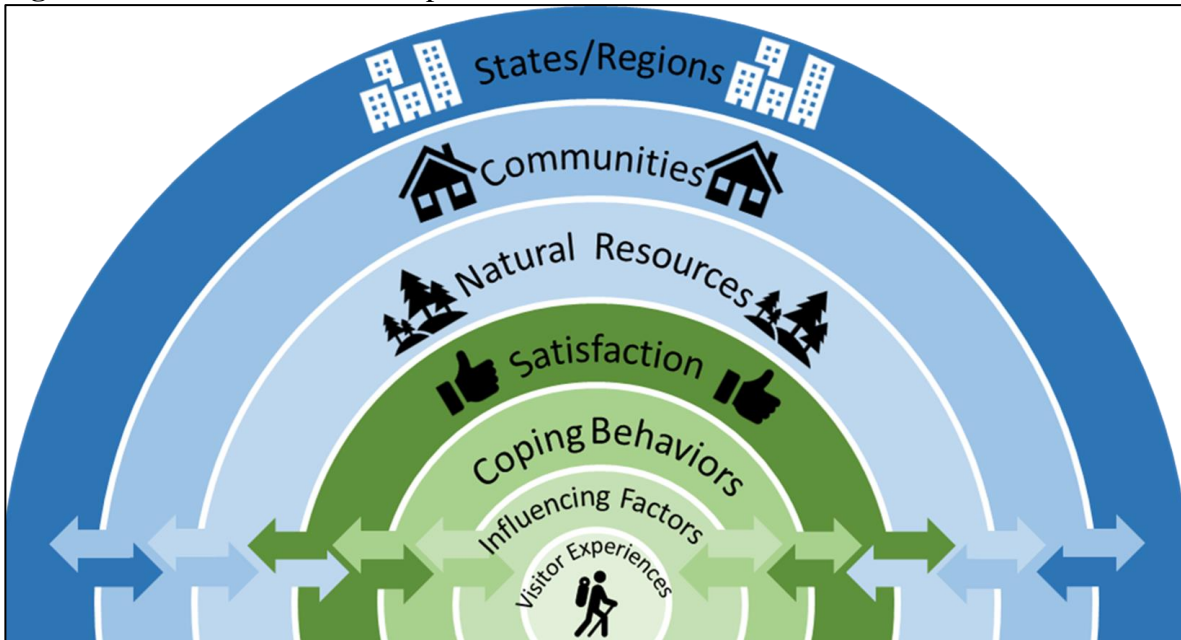 States/Regions
Communities
Natural Resources
Satisfaction
Coping Behaviors
Influencing Factors
Visitor Experiences